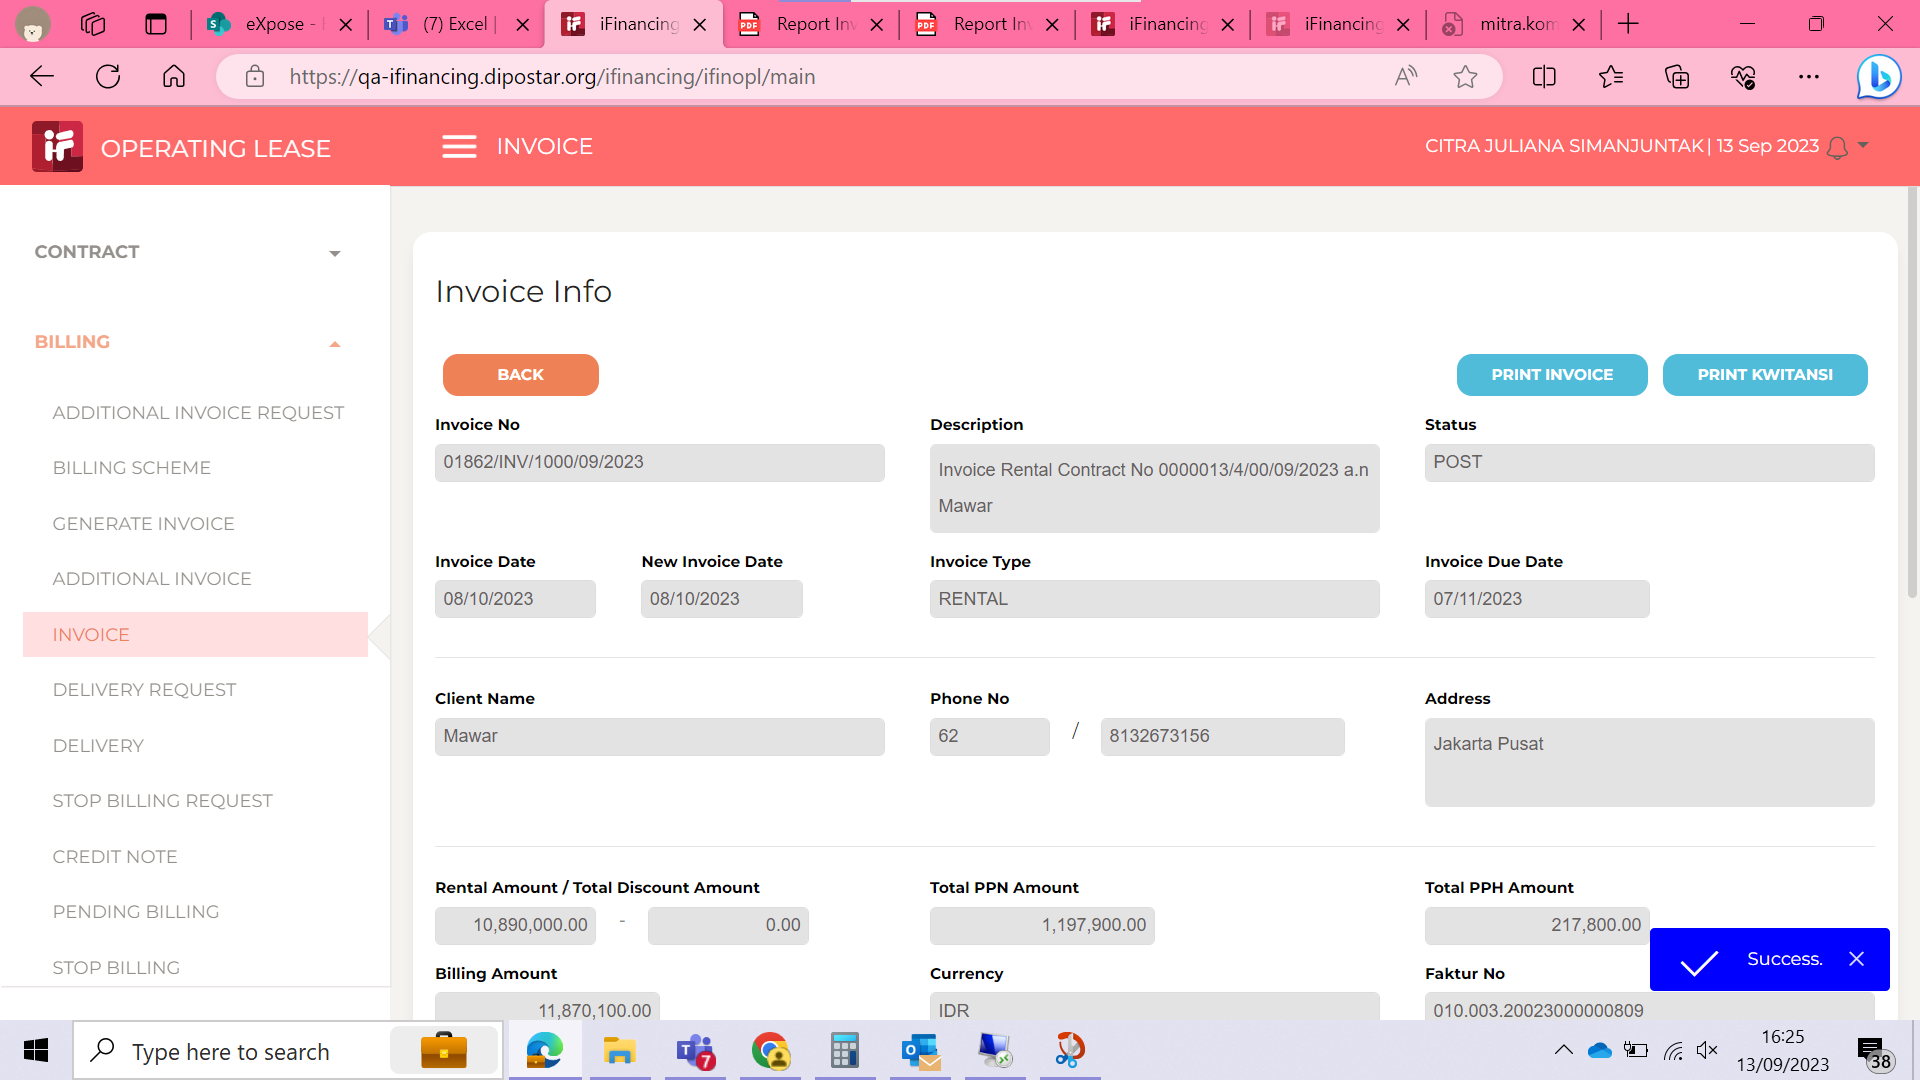 eXpose -
(7) Excel |
iFinancing
Report Inv
Report Inv
iFinancing
iFinancing
mitra.kom
https://qa-ifinancing.dipostar.org/ifinancing/ifinopl/main
iF
OPERATING LEASE
INVOICE
CITRA JULIANA SIMANJUNTAK | 13 Sep 2023
CONTRACT
BILLING
ADDITIONAL INVOICE REQUEST
BILLING SCHEME
GENERATE INVOICE
ADDITIONAL INVOICE
INVOICE
DELIVERY REQUEST
DELIVERY
STOP BILLING REQUEST
CREDIT NOTE
PENDING BILLING
STOP BILLING
Invoice Info
BACK
PRINT INVOICE
PRINT KWITANSI
Invoice No
Description
Status
01862/INV/1000/09/2023
Invoice Rental Contract No 0000013/4/00/09/2023 a.n
Mawar
POST
Invoice Date
New Invoice Date
Invoice Type
Invoice Due Date
08/10/2023
08/10/2023
RENTAL
07/11/2023
Client Name
Phone No
Address
Mawar
62
/
8132673156
Jakarta Pusat
Rental Amount / Total Discount Amount
Total PPN Amount
Total PPH Amount
10,890,000.00
-
0.00
1,197,900.00
217,800.00
Billing Amount
Currency
Faktur No
11,870,100.00
IDR
010.003.20023000000809
Success.
Type here to search
7
16:25
13/09/2023
38